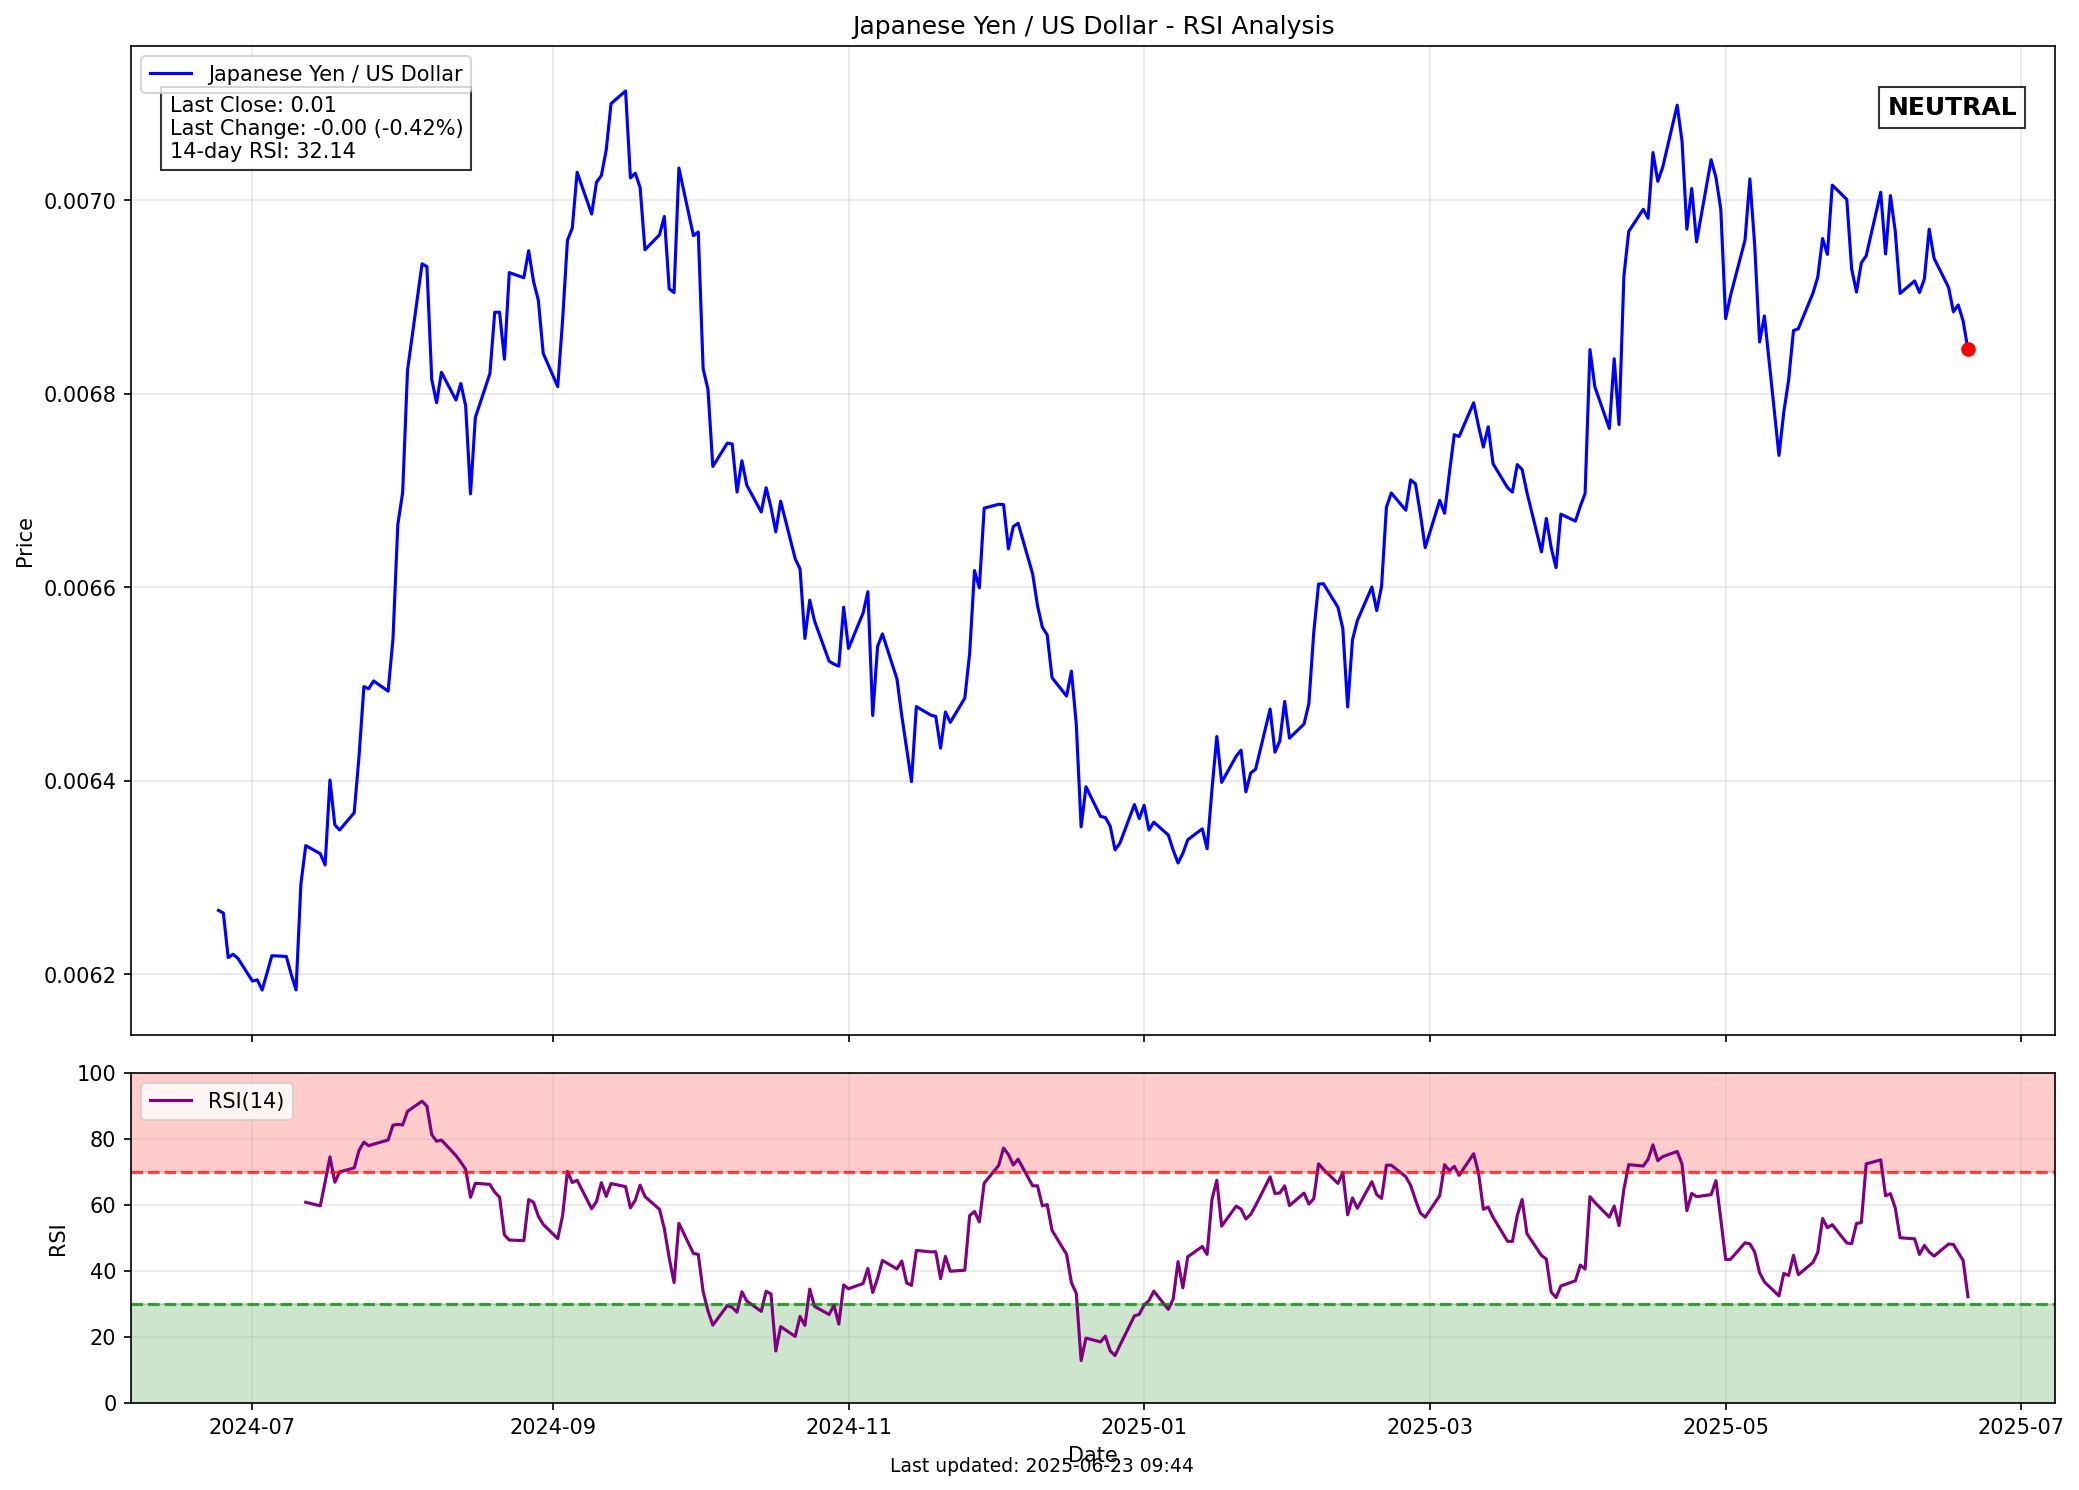 Japanese Yen / US Dollar - RSI Analysis
Japanese Yen / US Dollar
Last Close: 0.01
Last Change: -0.00 (-0.42%)
14-day RSI: 32.14
NEUTRAL
Price
0.0070
0.0068
0.0066
0.0064
0.0062
RSI(14)
RSI
100
80
60
40
20
0
2024-07
2024-09
2024-11
2025-01
2025-03
2025-05
2025-07
Date
Last updated: 2025-06-23 09:44